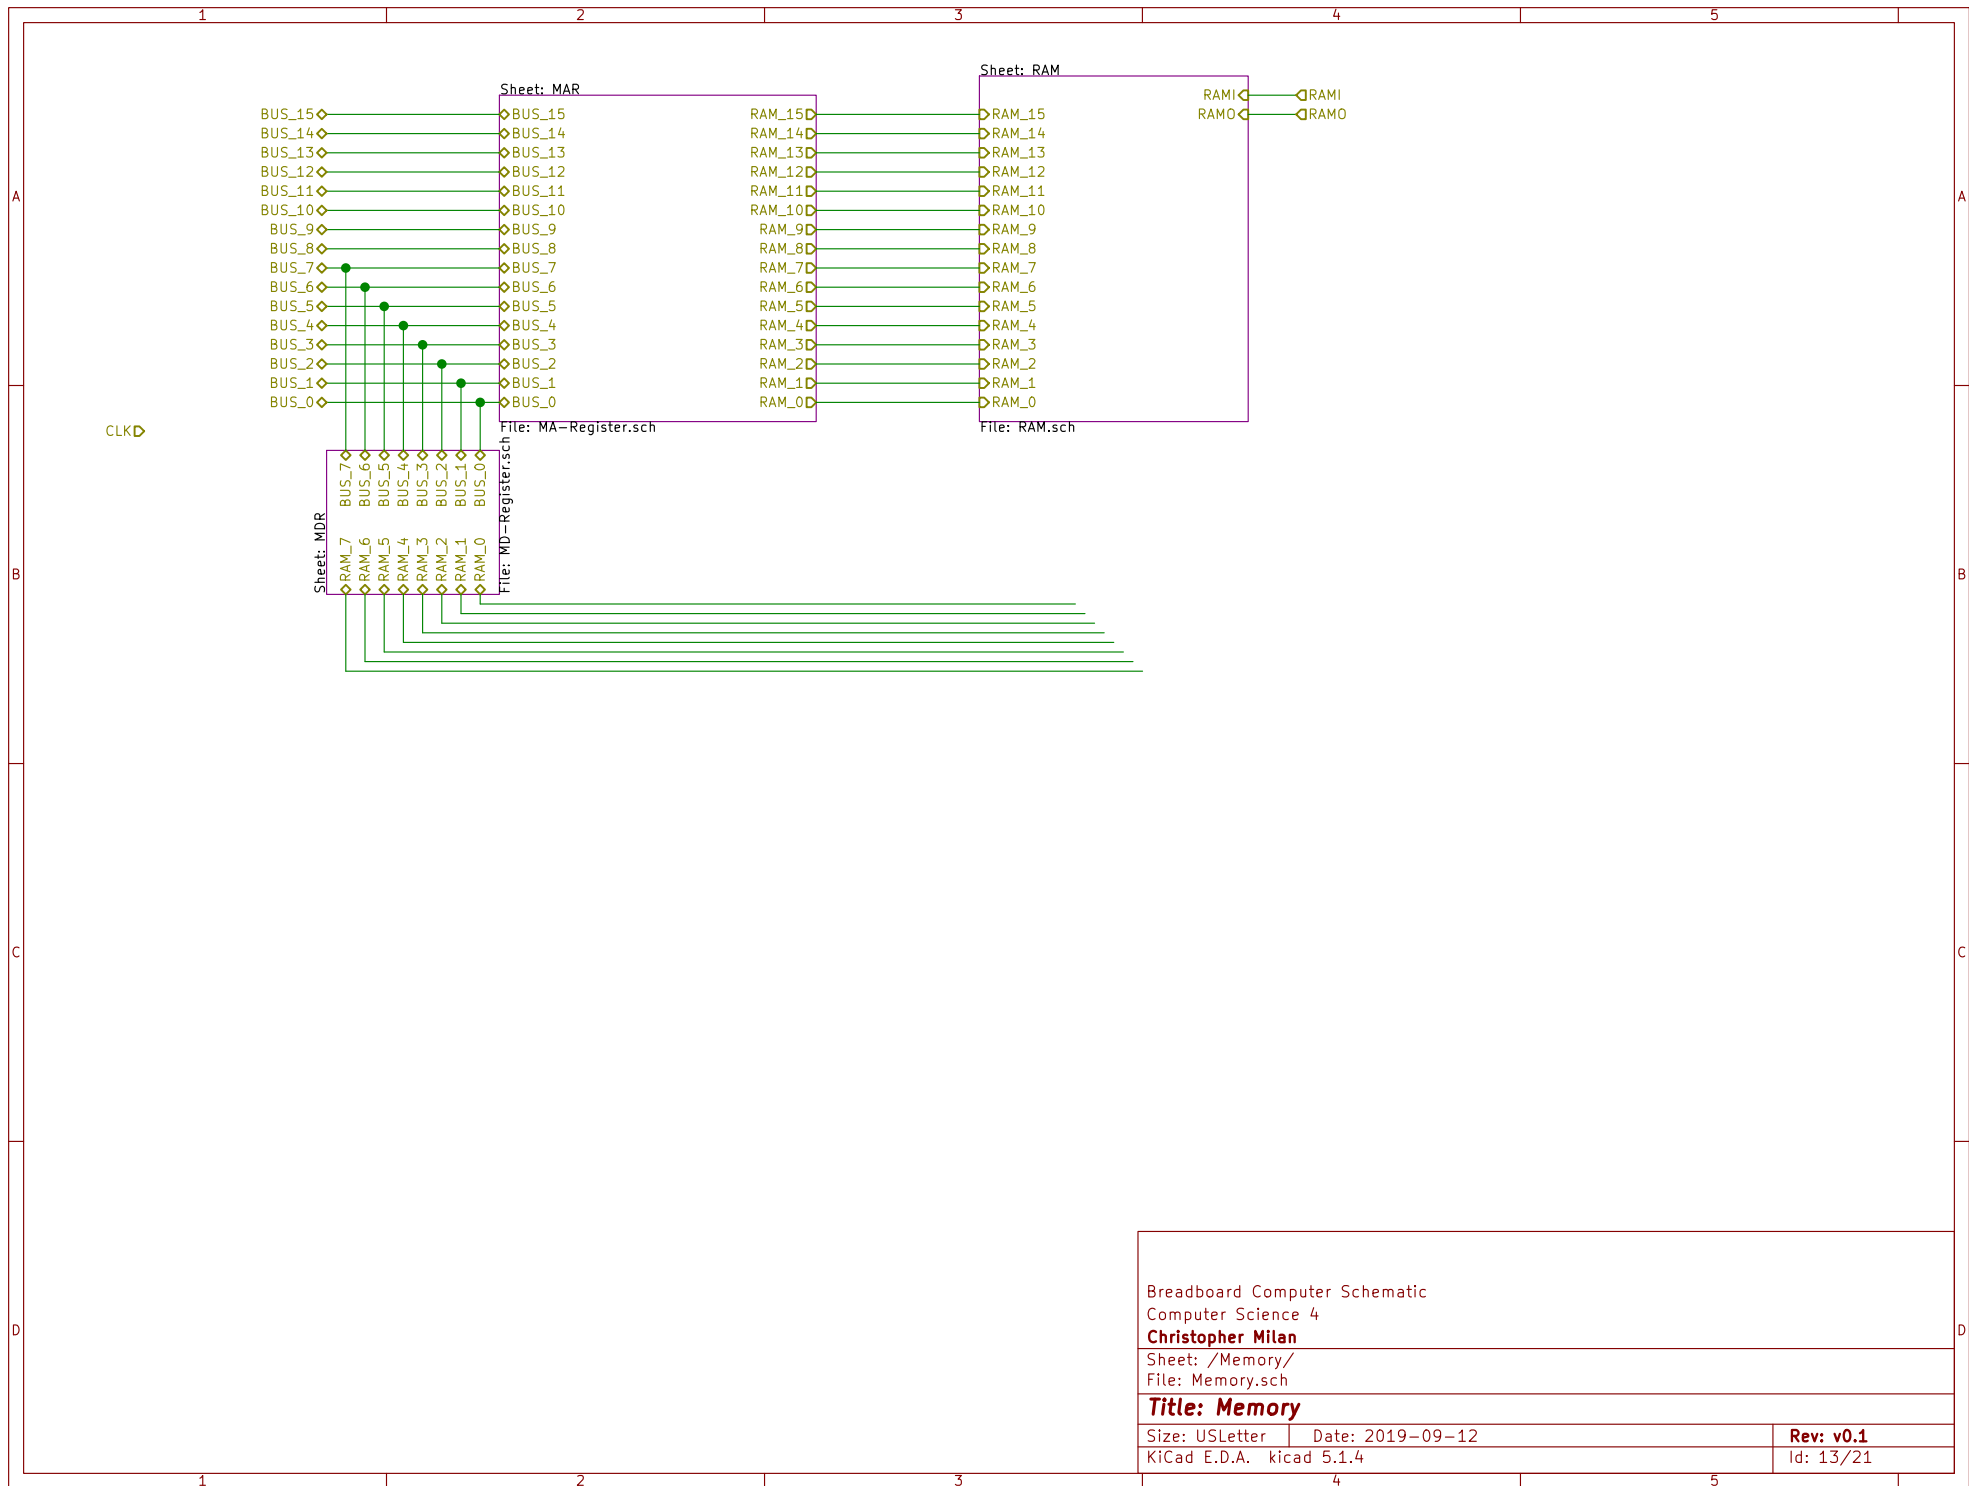 1 2 3 4 5
Sheet: RAM
Sheet: MAR
RAMI RAMI
BUS_15 BUS_15 RAM_15 RAM_15 RAMO RAMO
BUS_14 BUS_14 RAM_14 RAM_14
BUS_13 BUS_13 RAM_13 RAM_13
BUS_12 BUS_12 RAM_12 RAM_12
BUS_11 BUS_11 RAM_11 RAM_11
A A
BUS_10 BUS_10 RAM_10 RAM_10
BUS_9 BUS_9 RAM_9 RAM_9
BUS_8 BUS_8 RAM_8 RAM_8
BUS_7 BUS_7 RAM_7 RAM_7
BUS_6 BUS_6 RAM_6 RAM_6
BUS_5 BUS_5 RAM_5 RAM_5
BUS_4 BUS_4 RAM_4 RAM_4
BUS_3 BUS_3 RAM_3 RAM_3
BUS_2 BUS_2 RAM_2 RAM_2
BUS_1 BUS_1 RAM_1 RAM_1
BUS_0 BUS_0 RAM_0 RAM_0
File: MA-Register.sch File: RAM.sch
CLK
BUS_7 BUS_6 BUS_5 BUS_4 BUS_3 BUS_2 BUS_1 BUS_0
Sheet: MDR
RAM_7 RAM_6 RAM_5 RAM_4 RAM_3 RAM_2 RAM_1 RAM_0
File: MD-Register.sch
B B
C C
D D
Breadboard Computer Schematic
Computer Science 4
Christopher Milan
Sheet: /Memory/
File: Memory.sch
Title: Memory
Size: USLetter Date: 2019-09-12 Rev: v0.1
KiCad E.D.A. kicad 5.1.4 Id: 13/21
1 2 3 4 5